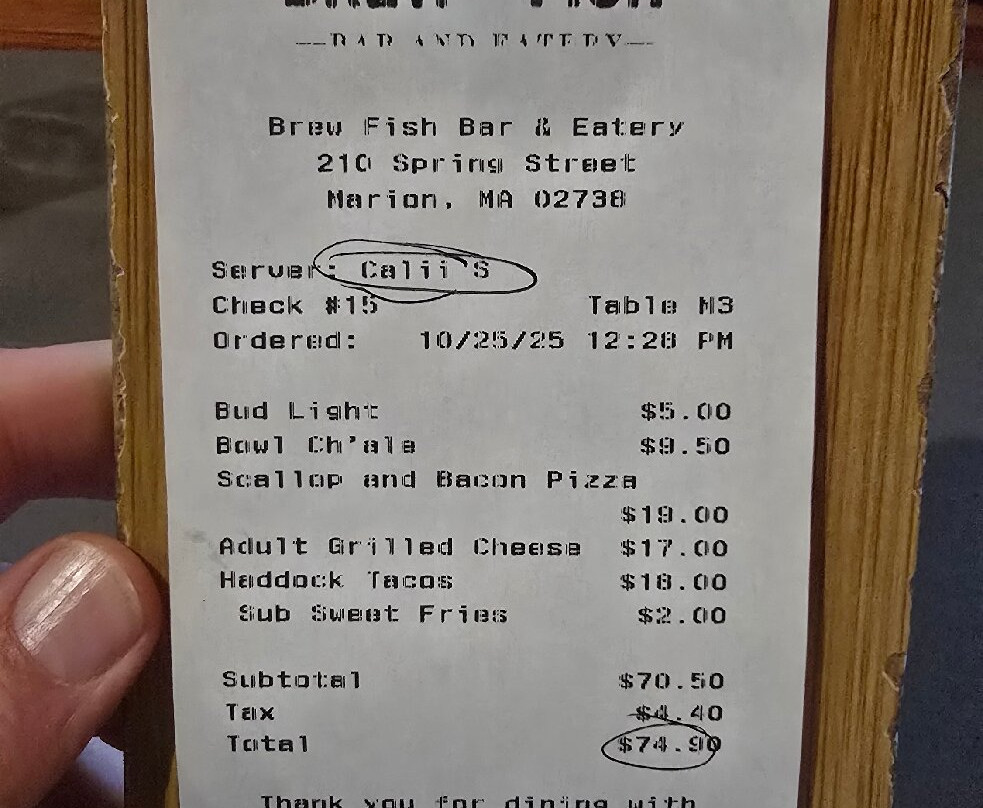 —BAR AND EATERY—
Brew Fish Bar & Eatery
210 Spring Street
Marion, MA 02738
Server: Calii S
Check #15 Table M3
Ordered: 10/25/25 12:28 PM
Bud Light $5.00
Bowl Ch'ale $9.50
Scallop and Bacon Pizza
$19.00
Adult Grilled Cheese $17.00
Haddock Tacos $18.00
Sub Sweet Fries $2.00
Subtotal $70.50
Tax $4.40
Total $74.90
Thank you for dining with